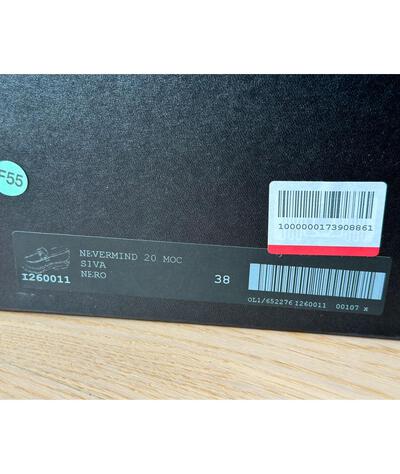 F55
1000000173908861
NEVERMIND 20 MOC
SIVA
NERO
I260011
38
OL1/652276 I260011 00107 x